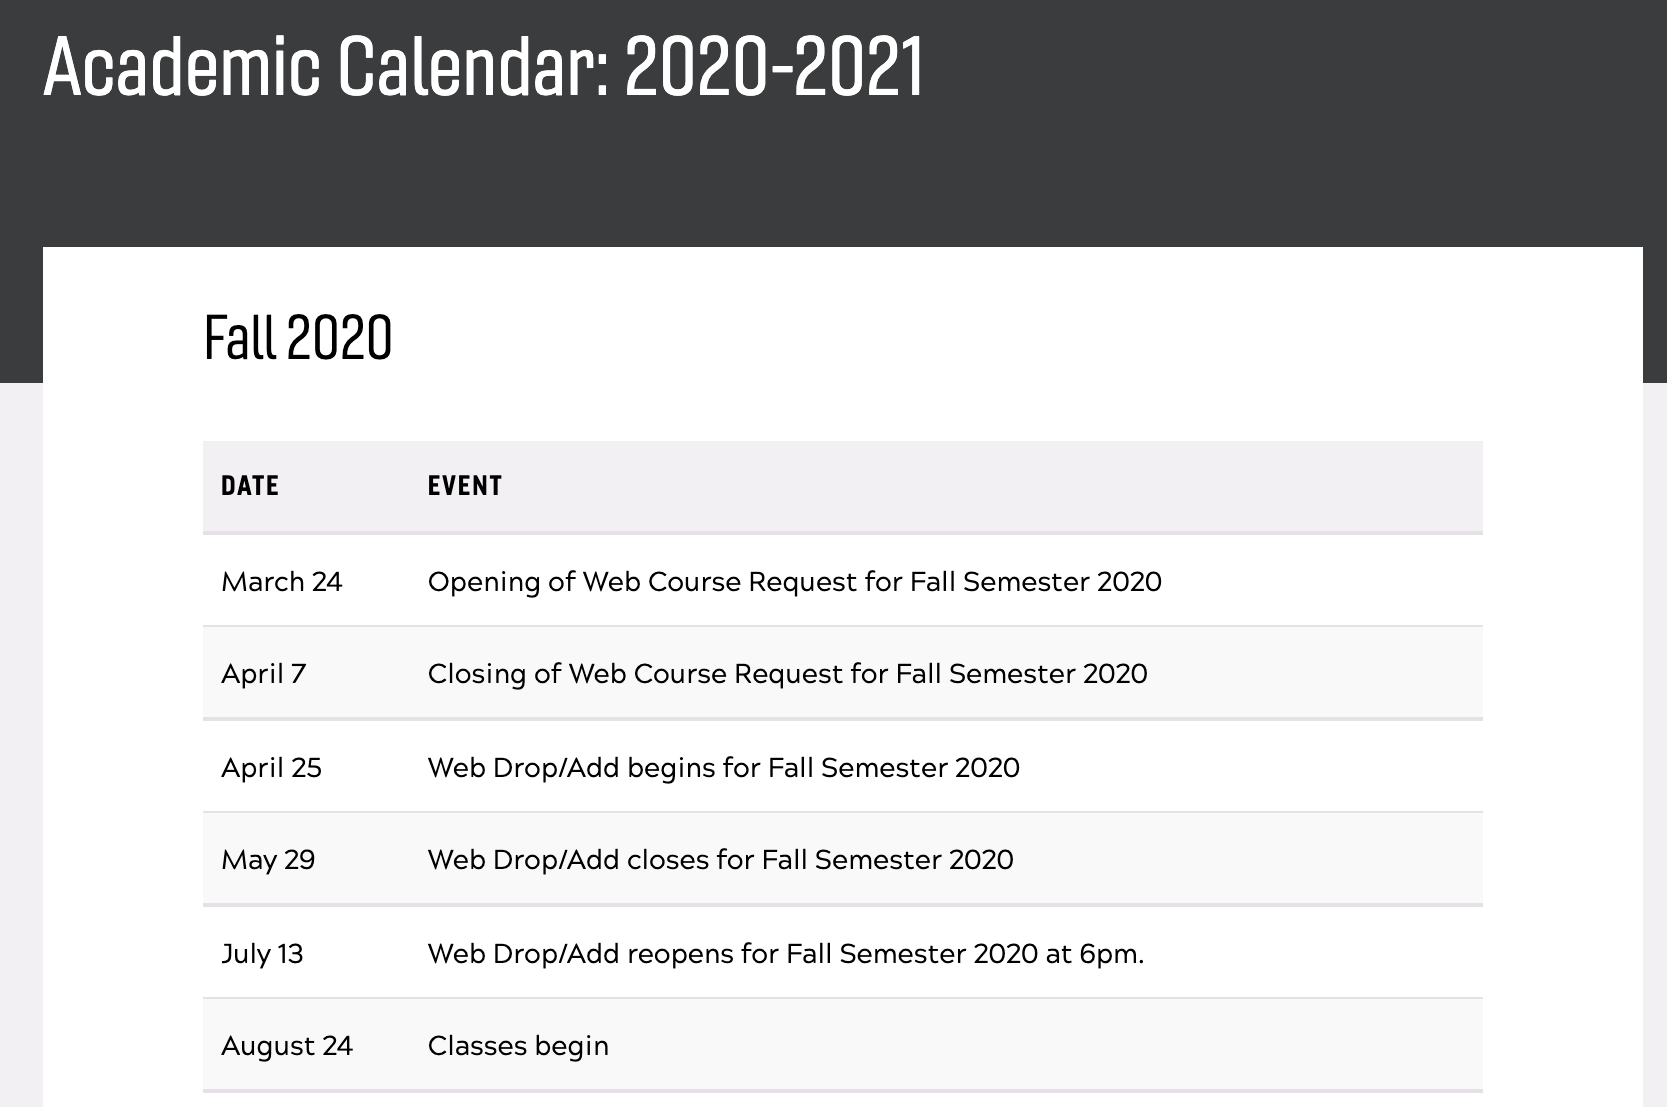 Academic Calendar: 2020-2021
Fall 2020
DATE EVENT
March 24 Opening of Web Course Request for Fall Semester 2020
April 7 Closing of Web Course Request for Fall Semester 2020
April 25 Web Drop/Add begins for Fall Semester 2020
May 29 Web Drop/Add closes for Fall Semester 2020
July 13 Web Drop/Add reopens for Fall Semester 2020 at 6pm.
August 24 Classes begin